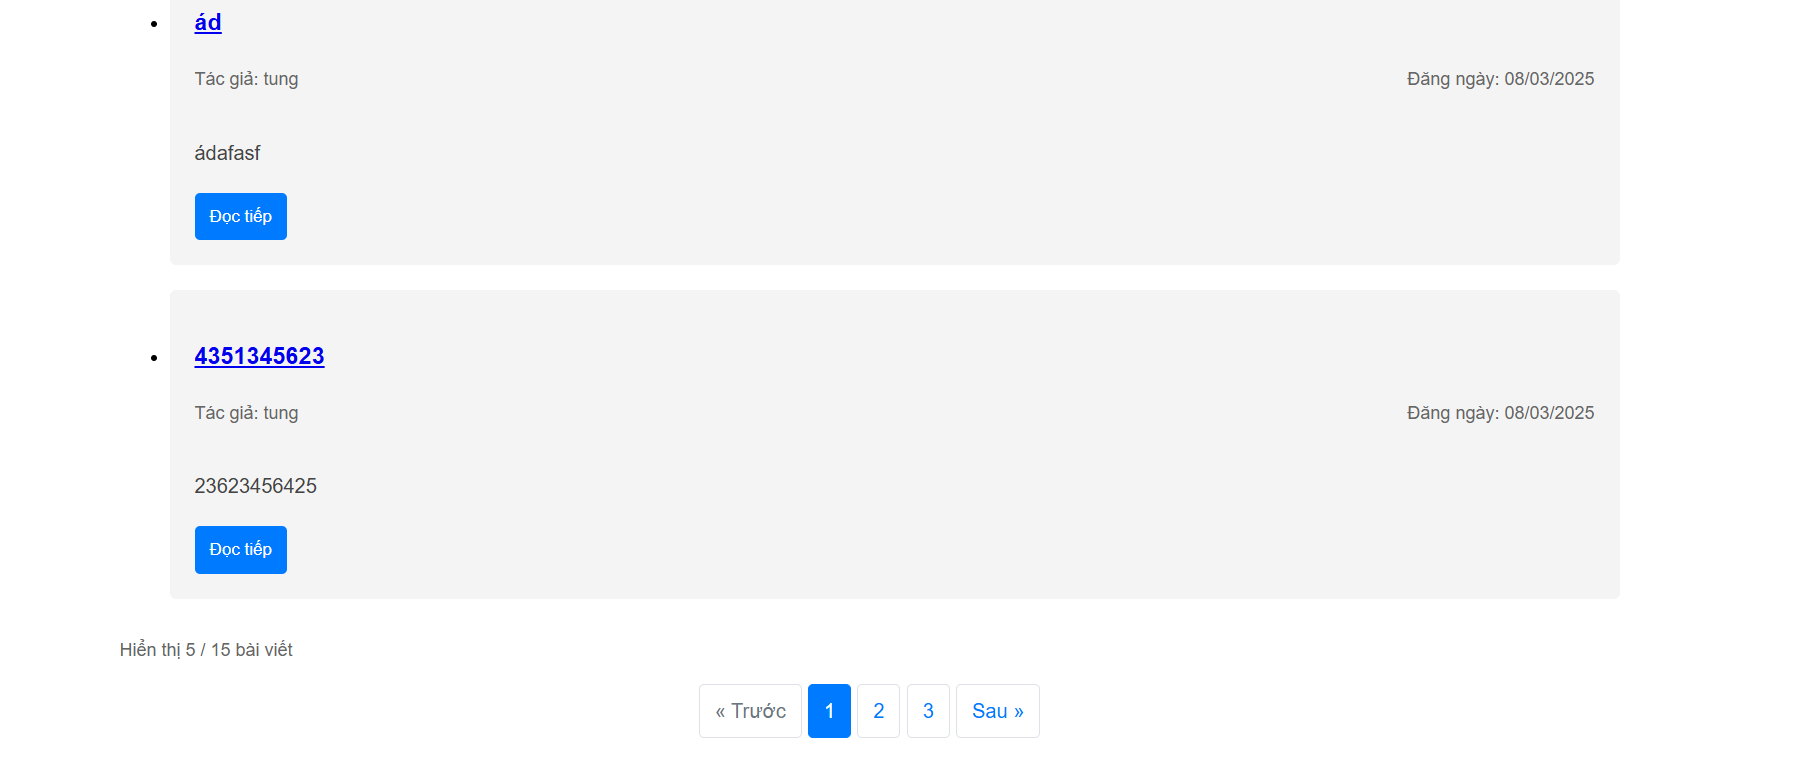 ád
Tác giả: tung
Đăng ngày: 08/03/2025
ádafasf
Đọc tiếp
4351345623
Tác giả: tung
Đăng ngày: 08/03/2025
23623456425
Đọc tiếp
Hiển thị 5 / 15 bài viết
« Trước 1 2 3 Sau »